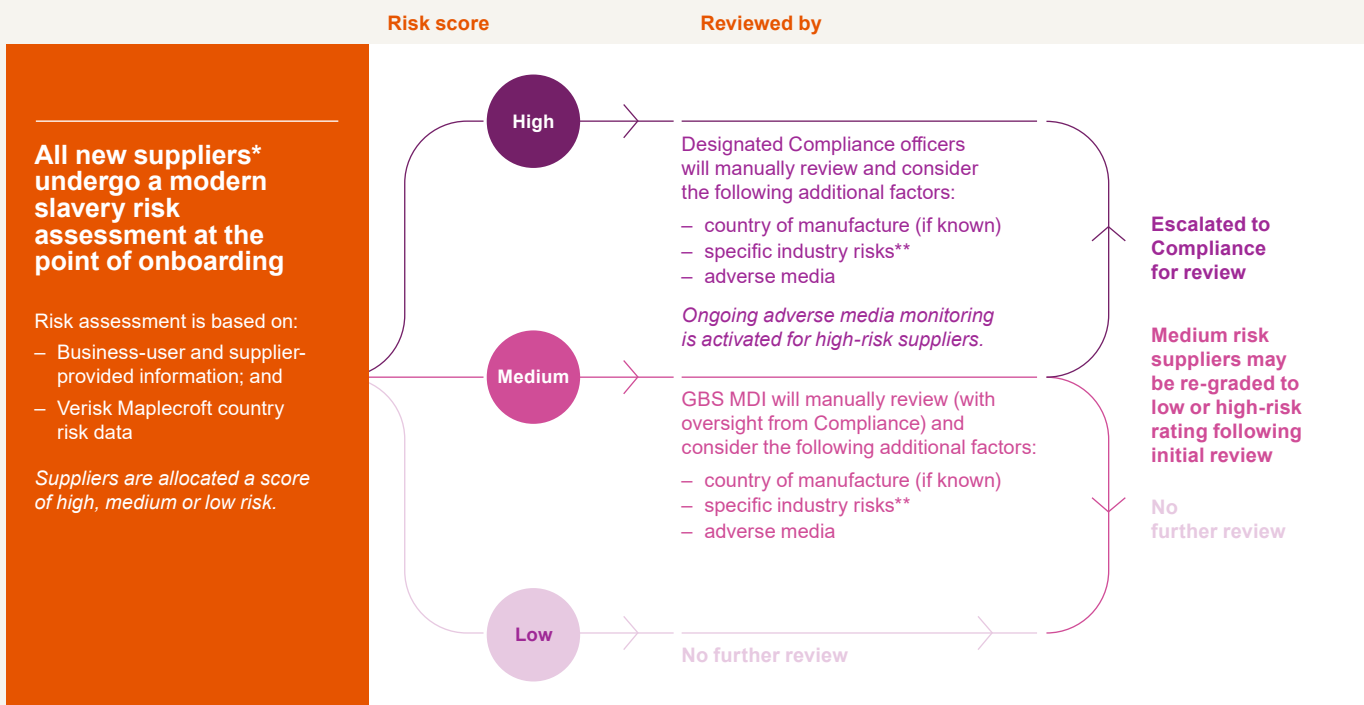 Risk score
Reviewed by
All new suppliers*
undergo a modern
slavery risk
assessment at the
point of onboarding
Risk assessment is based on:
– Business-user and supplier-
provided information; and
– Verisk Maplecroft country
risk data
Suppliers are allocated a score
of high, medium or low risk.
High
Designated Compliance officers
will manually review and consider
the following additional factors:
– country of manufacture (if known)
– specific industry risks**
– adverse media
Ongoing adverse media monitoring
is activated for high-risk suppliers.
Medium
GBS MDI will manually review (with
oversight from Compliance) and
consider the following additional factors:
– country of manufacture (if known)
– specific industry risks**
– adverse media
Low
No further review
Escalated to
Compliance
for review
Medium risk
suppliers may
be re-graded to
low or high-risk
rating following
initial review
No
further review